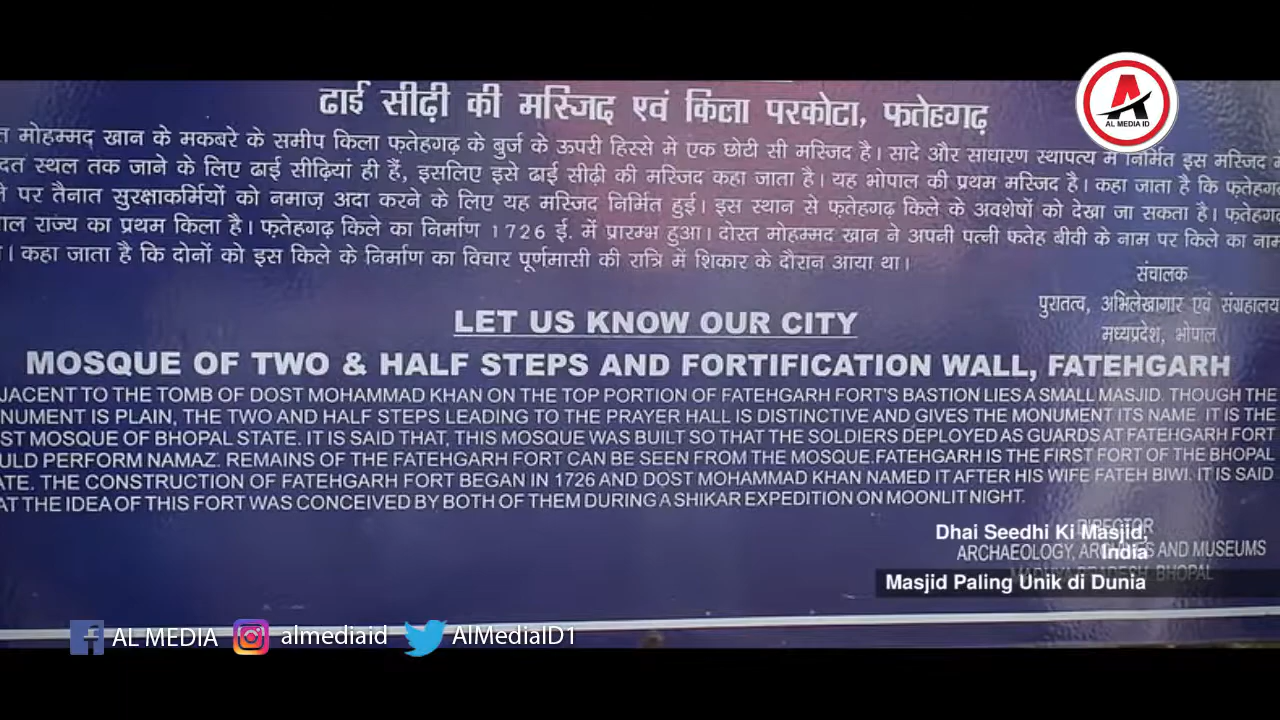 ढाई सीढ़ी की मस्जिद एवं किला परकोटा, फतेहगढ़
A
AL MEDIA ID
त मोहम्मद खान के मकबरे के समीप किला फ़तेहगढ़ के बुर्ज के ऊपरी हिस्से मे एक छोटी सी मस्जिद है। सादे और साधारण स्थापत्य में निर्मित इस मस्जिद
दत स्थल तक जाने के लिए ढाई सीढ़ियां ही हैं, इसलिए इसे ढाई सीढ़ी की मस्जिद कहा जाता है। यह भोपाल की प्रथम मस्जिद है। कहा जाता है कि फ़तेहगढ़
पर तैनात सुरक्षाकर्मियों को नमाज़ अदा करने के लिए यह मस्जिद निर्मित हुई। इस स्थान से फ़तेहगढ़ किले के अवशेषों को देखा जा सकता है। फ़तेहगढ़
ाल राज्य का प्रथम किला है। फ़तेहगढ़ किले का निर्माण 1726 ई. में प्रारम्भ हुआ। दोस्त मोहम्मद खान ने अपनी पत्नी फतेह बीवी के नाम पर किले का नाम
। कहा जाता है कि दोनों को इस किले के निर्माण का विचार पूर्णमासी की रात्रि में शिकार के दौरान आया था।
संचालक
पुरातत्व, अभिलेखागार एवं संग्रहालय
मध्यप्रदेश, भोपाल
LET US KNOW OUR CITY
MOSQUE OF TWO & HALF STEPS AND FORTIFICATION WALL, FATEHGARH
JACENT TO THE TOMB OF DOST MOHAMMAD KHAN ON THE TOP PORTION OF FATEHGARH FORT'S BASTION LIES A SMALL MASJID. THOUGH THE
NUMENT IS PLAIN, THE TWO AND HALF STEPS LEADING TO THE PRAYER HALL IS DISTINCTIVE AND GIVES THE MONUMENT ITS NAME. IT IS THE
ST MOSQUE OF BHOPAL STATE. IT IS SAID THAT, THIS MOSQUE WAS BUILT SO THAT THE SOLDIERS DEPLOYED AS GUARDS AT FATEHGARH FORT
ULD PERFORM NAMAZ. REMAINS OF THE FATEHGARH FORT CAN BE SEEN FROM THE MOSQUE.FATEHGARH IS THE FIRST FORT OF THE BHOPAL
ATE. THE CONSTRUCTION OF FATEHGARH FORT BEGAN IN 1726 AND DOST MOHAMMAD KHAN NAMED IT AFTER HIS WIFE FATEH BIWI. IT IS SAID
AT THE IDEA OF THIS FORT WAS CONCEIVED BY BOTH OF THEM DURING A SHIKAR EXPEDITION ON MOONLIT NIGHT.
DIRECTOR
ARCHAEOLOGY, ARCHIVES AND MUSEUMS
MADHYA PRADESH, BHOPAL
Dhai Seedhi Ki Masjid,
India
Masjid Paling Unik di Dunia
AL MEDIA almediaid AlMediaID1